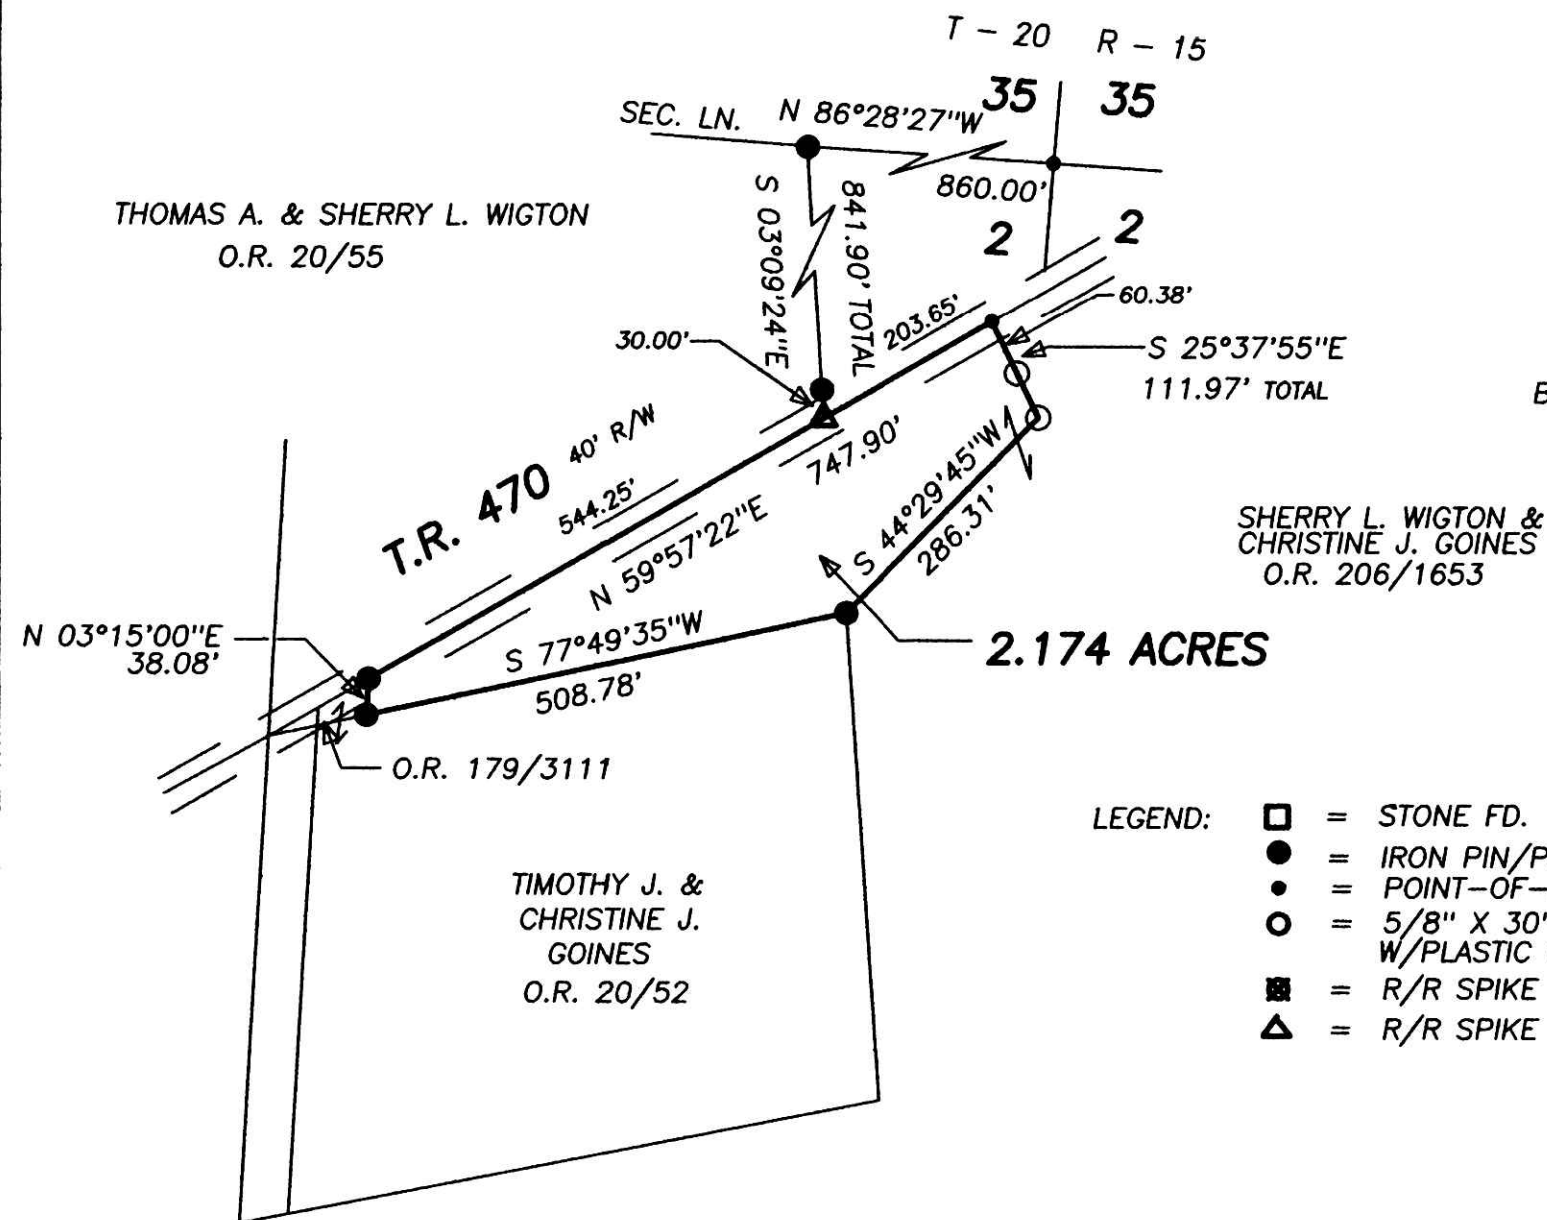 T - 20 R - 15
35 35
SEC. LN. N 86°28'27"W
860.00'
2 2
THOMAS A. & SHERRY L. WIGTON
O.R. 20/55
S 03°09'24"E
841.90' TOTAL
203.65'
60.38'
30.00'
S 25°37'55"E
111.97' TOTAL
T.R. 470 40' R/W
544.25'
747.90'
N 59°57'22"E
S 44°29'45"W
286.31'
SHERRY L. WIGTON &
CHRISTINE J. GOINES
O.R. 206/1653
N 03°15'00"E
38.08'
S 77°49'35"W
508.78'
2.174 ACRES
O.R. 179/3111
TIMOTHY J. &
CHRISTINE J.
GOINES
O.R. 20/52
LEGEND:
= STONE FD.
= IRON PIN/P
= POINT-OF-
= 5/8" X 30"
W/PLASTIC
= R/R SPIKE
= R/R SPIKE